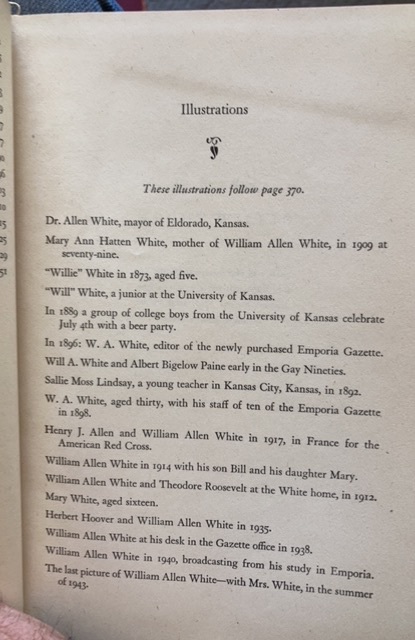 Illustrations
These illustrations follow page 370.
Dr. Allen White, mayor of Eldorado, Kansas.
Mary Ann Hatten White, mother of William Allen White, in 1909 at
seventy-nine.
"Willie" White in 1873, aged five.
"Will" White, a junior at the University of Kansas.
In 1889 a group of college boys from the University of Kansas celebrate
July 4th with a beer party.
In 1896: W. A. White, editor of the newly purchased Emporia Gazette.
Will A. White and Albert Bigelow Paine early in the Gay Nineties.
Sallie Moss Lindsay, a young teacher in Kansas City, Kansas, in 1892.
W. A. White, aged thirty, with his staff of ten of the Emporia Gazette
in 1898.
Henry J. Allen and William Allen White in 1917, in France for the
American Red Cross.
William Allen White in 1914 with his son Bill and his daughter Mary.
William Allen White and Theodore Roosevelt at the White home, in 1912.
Mary White, aged sixteen.
Herbert Hoover and William Allen White in 1935.
William Allen White at his desk in the Gazette office in 1938.
William Allen White in 1940, broadcasting from his study in Emporia.
The last picture of William Allen White—with Mrs. White, in the summer
of 1943.